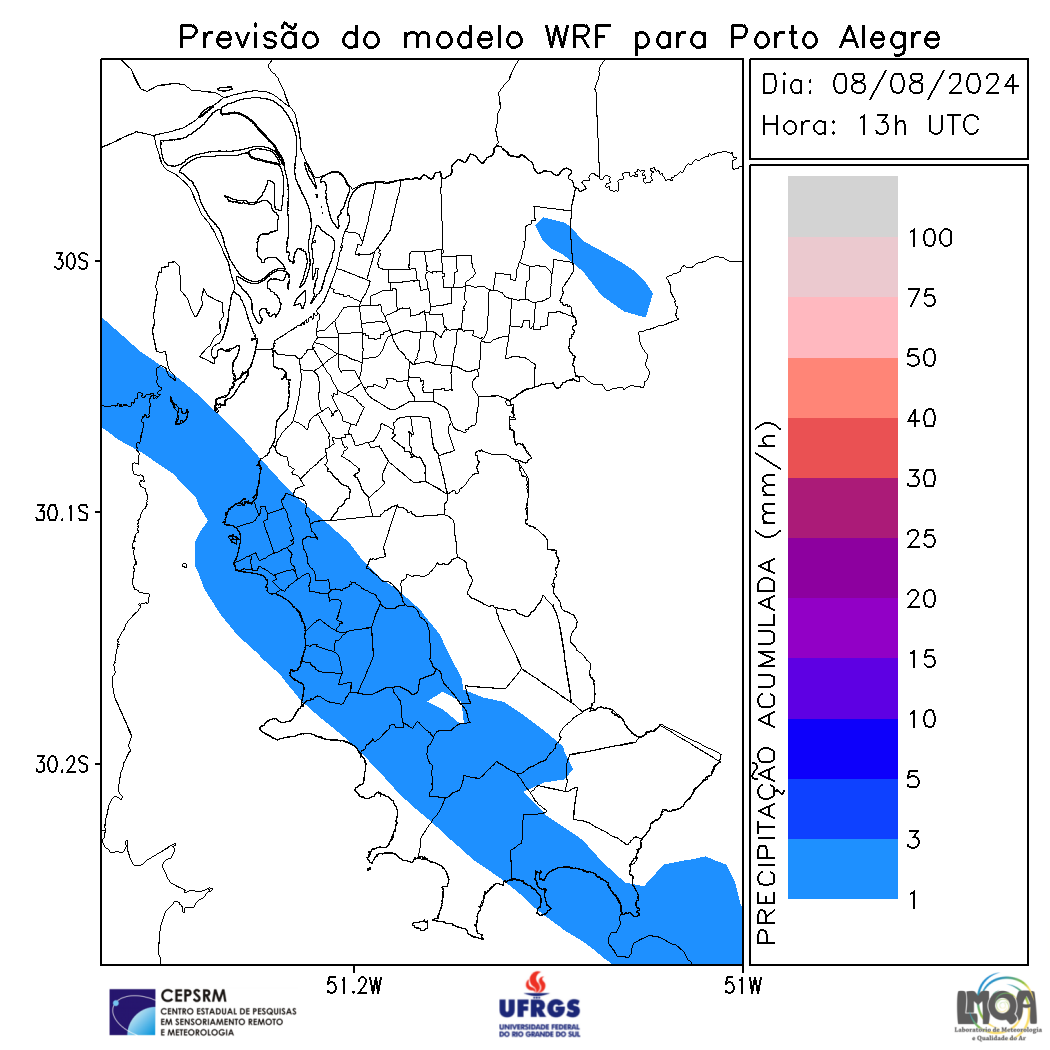 Previsão do modelo WRF para Porto Alegre
Dia: 08/08/2024
Hora: 13h UTC
PRECIPITAÇÃO ACUMULADA (mm/h)
100
75
50
40
30
25
20
15
10
5
3
1
30S
30.1S
30.2S
51.2W
51W
CEPSRM
CENTRO ESTADUAL DE PESQUISAS
EM SENSORIAMENTO REMOTO
E METEOROLOGIA
UFRGS
UNIVERSIDADE FEDERAL
DO RIO GRANDE DO SUL
LMQA
Laboratório de Meteorologia
e Qualidade do Ar